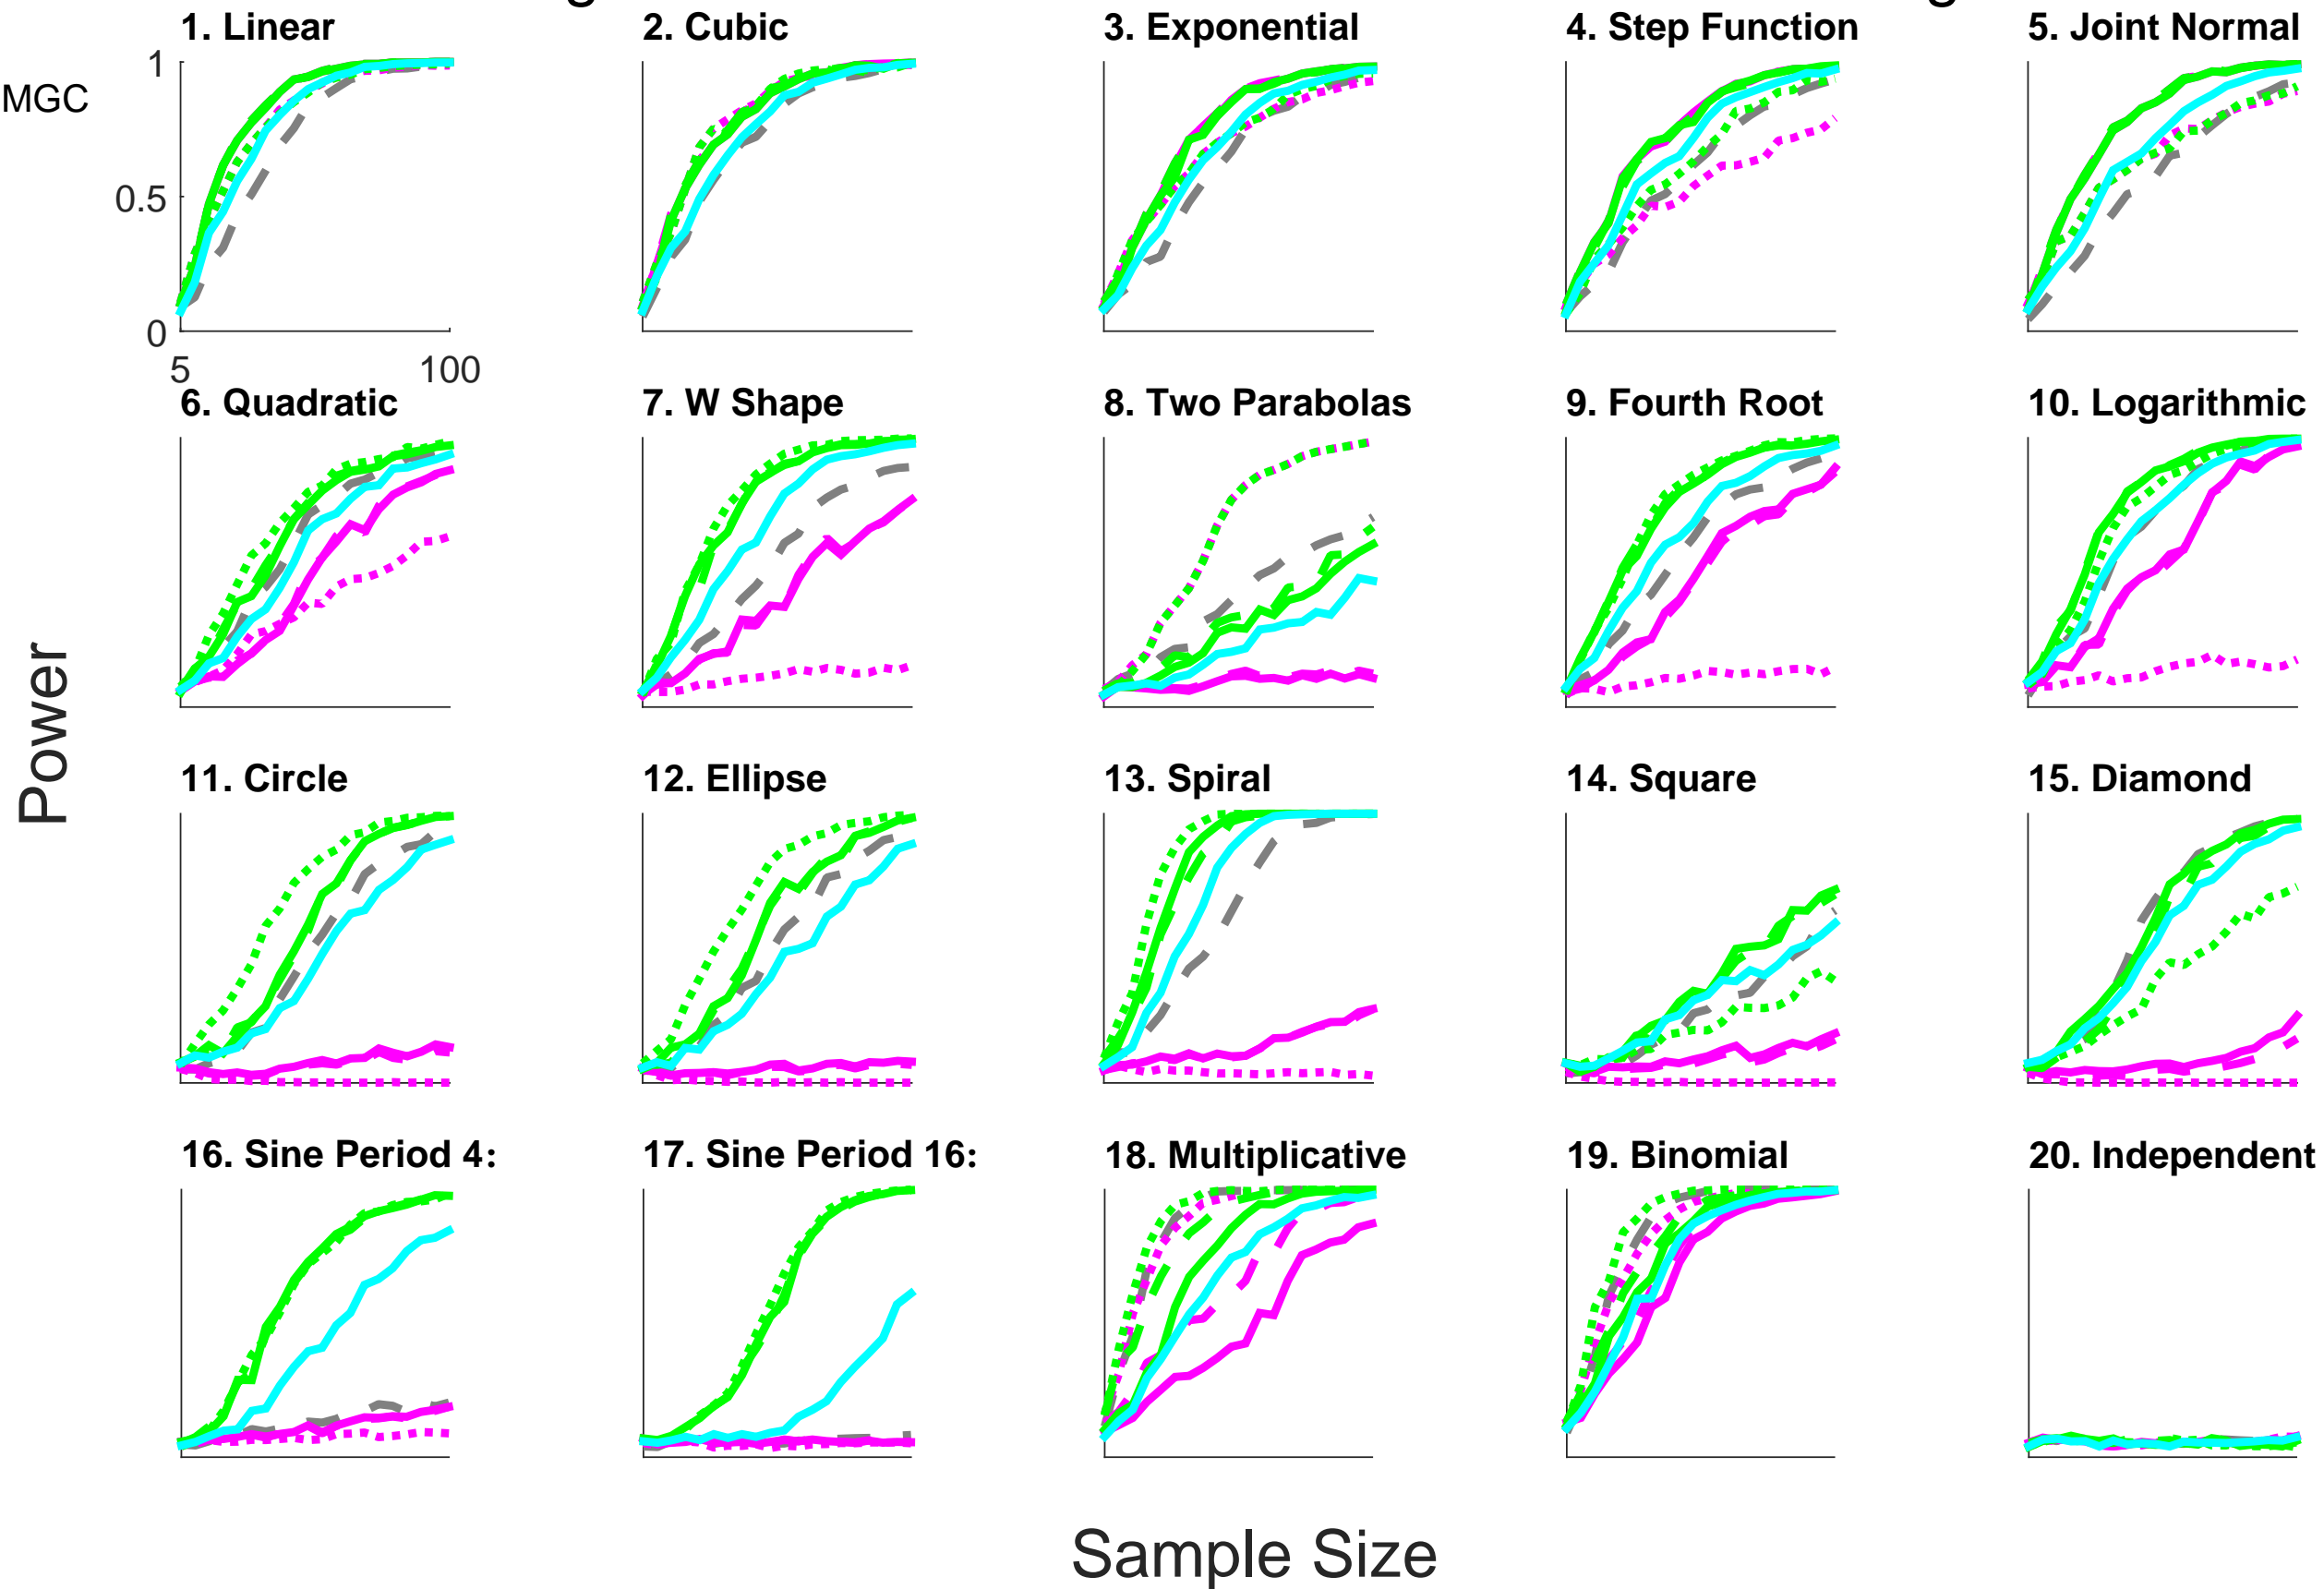 1. Linear
2. Cubic
3. Exponential
4. Step Function
5. Joint Normal
MGC
1
0.5
0
5
100
6. Quadratic
7. W Shape
8. Two Parabolas
9. Fourth Root
10. Logarithmic
Power
11. Circle
12. Ellipse
13. Spiral
14. Square
15. Diamond
16. Sine Period 4:
17. Sine Period 16:
18. Multiplicative
19. Binomial
20. Independent
Sample Size